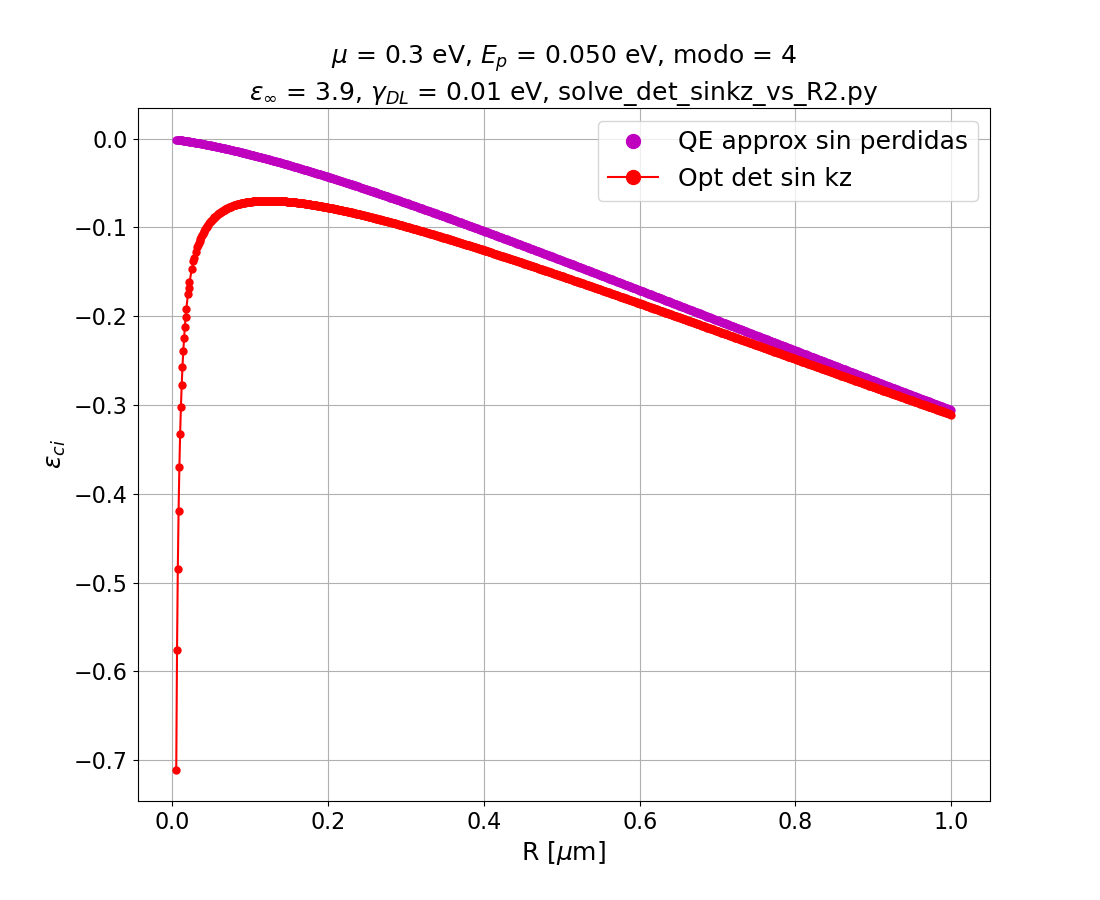 μ = 0.3 eV, E_p = 0.050 eV, modo = 4
ε_∞ = 3.9, γ_DL = 0.01 eV, solve_det_sinkz_vs_R2.py
QE approx sin perdidas
Opt det sin kz
0.0
−0.1
−0.2
−0.3
−0.4
−0.5
−0.6
−0.7
ε_ci
0.0 0.2 0.4 0.6 0.8 1.0
R [μm]